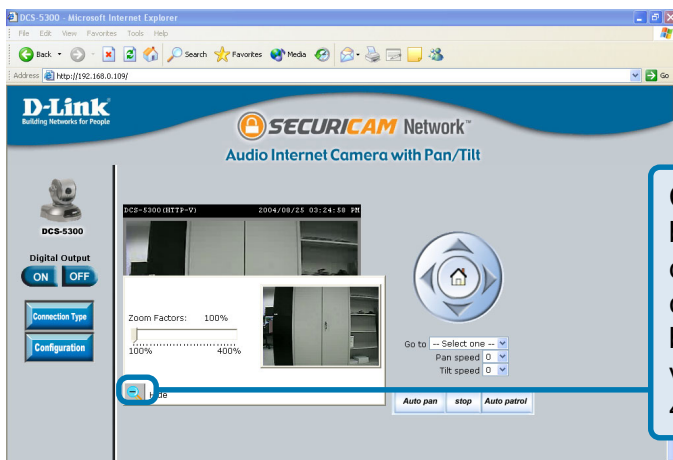 DCS-5300 - Microsoft Internet Explorer
File Edit View Favorites Tools Help
Back Search Favorites Media
Address http://192.168.0.109/ Go
D-Link
Building Networks for People
SECURICAM Network™
Audio Internet Camera with Pan/Tilt
DCS-5300
Digital Output
ON OFF
Connection Type
Configuration
DCS-5300(HTTP-V) 2004/08/25 03:24:58 PM
Zoom Factors: 100%
100% 400%
Hide
Go to -- Select one --
Pan speed 0
Tilt speed 0
Auto pan stop Auto patrol